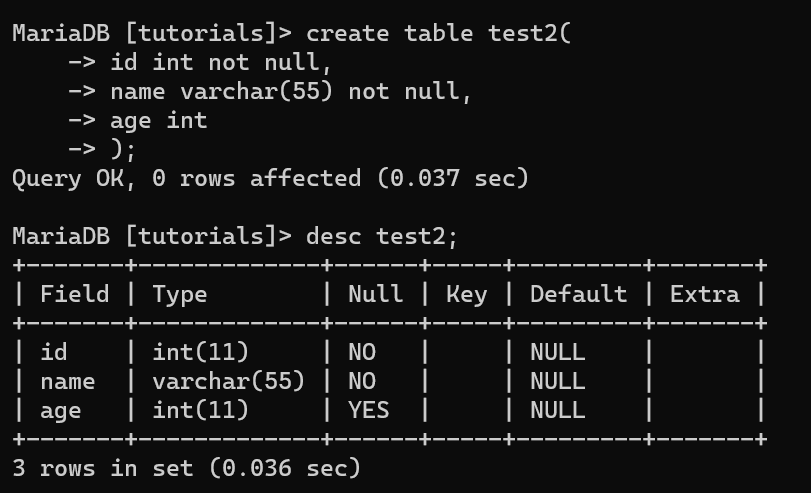 MariaDB [tutorials]> create table test2(
    -> id int not null,
    -> name varchar(55) not null,
    -> age int
    -> );
Query OK, 0 rows affected (0.037 sec)

MariaDB [tutorials]> desc test2;
+-------+-------------+------+-----+---------+-------+
| Field | Type        | Null | Key | Default | Extra |
+-------+-------------+------+-----+---------+-------+
| id    | int(11)     | NO   |     | NULL    |       |
| name  | varchar(55) | NO   |     | NULL    |       |
| age   | int(11)     | YES  |     | NULL    |       |
+-------+-------------+------+-----+---------+-------+
3 rows in set (0.036 sec)